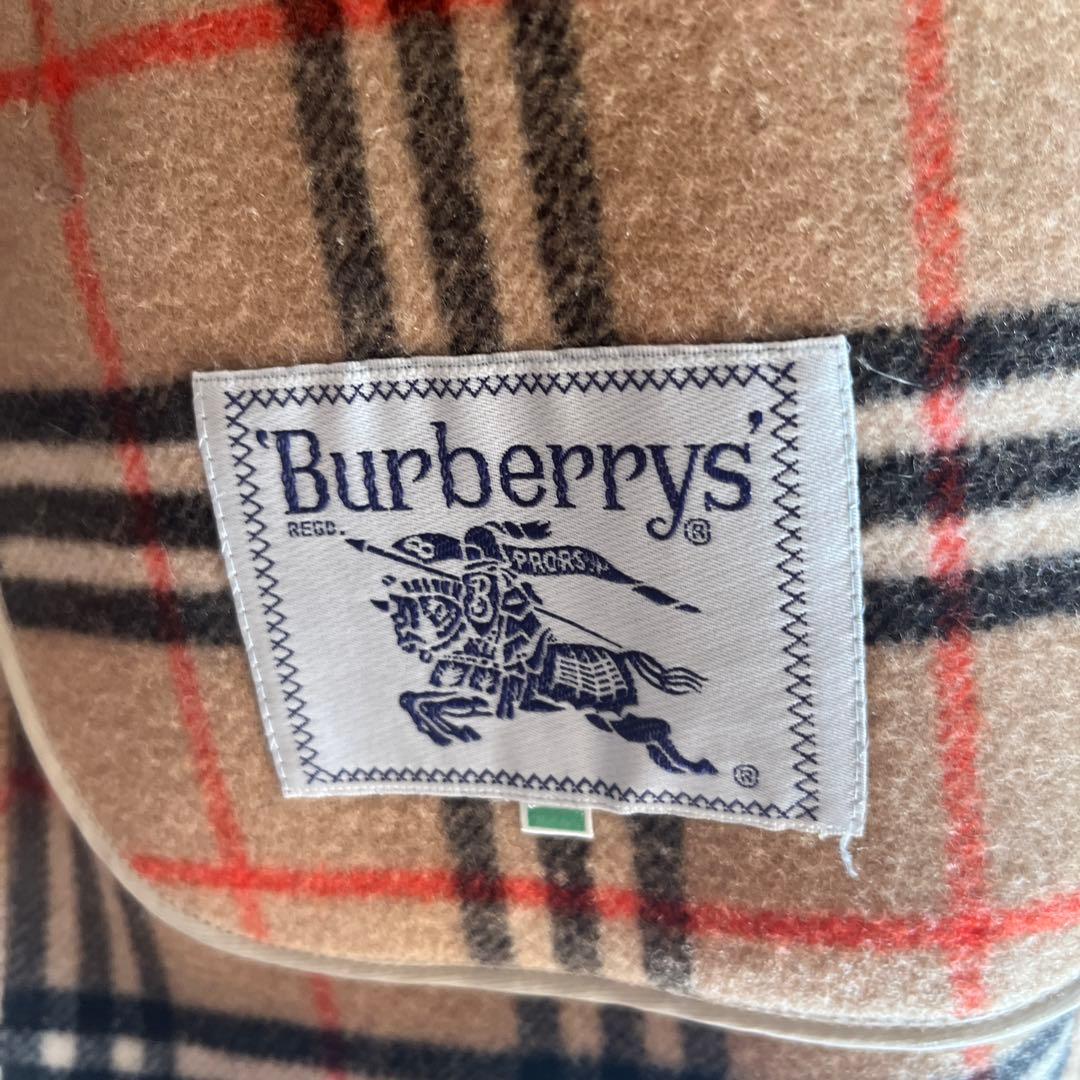 'Burberrys'
REGD. ®
PRORSUM
®